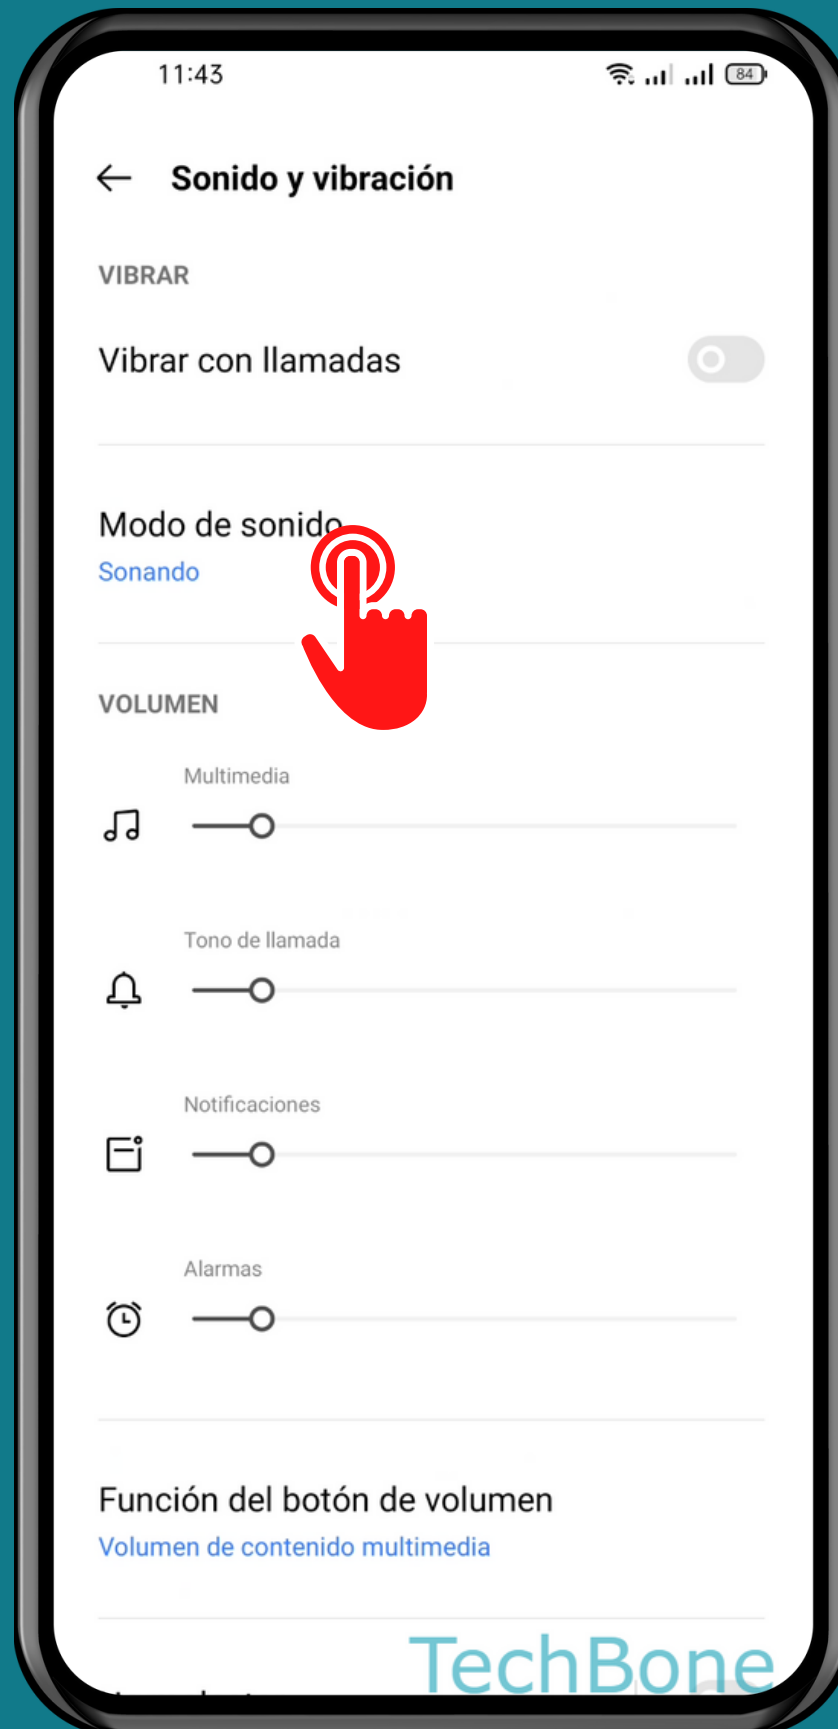 11:43
84
Sonido y vibración
VIBRAR
Vibrar con llamadas
Modo de sonido
Sonando
VOLUMEN
Multimedia
Tono de llamada
Notificaciones
Alarmas
Función del botón de volumen
Volumen de contenido multimedia
TechBone